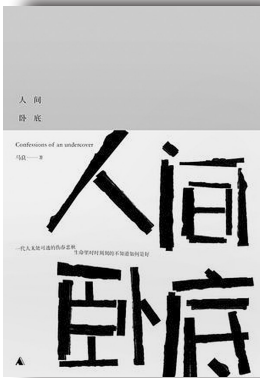 人间
卧底
Confessions of an undercover
马良——著
人间
一代人无处可逃的伤春悲秋
生命里时时刻刻的不知道如何是好
卧底